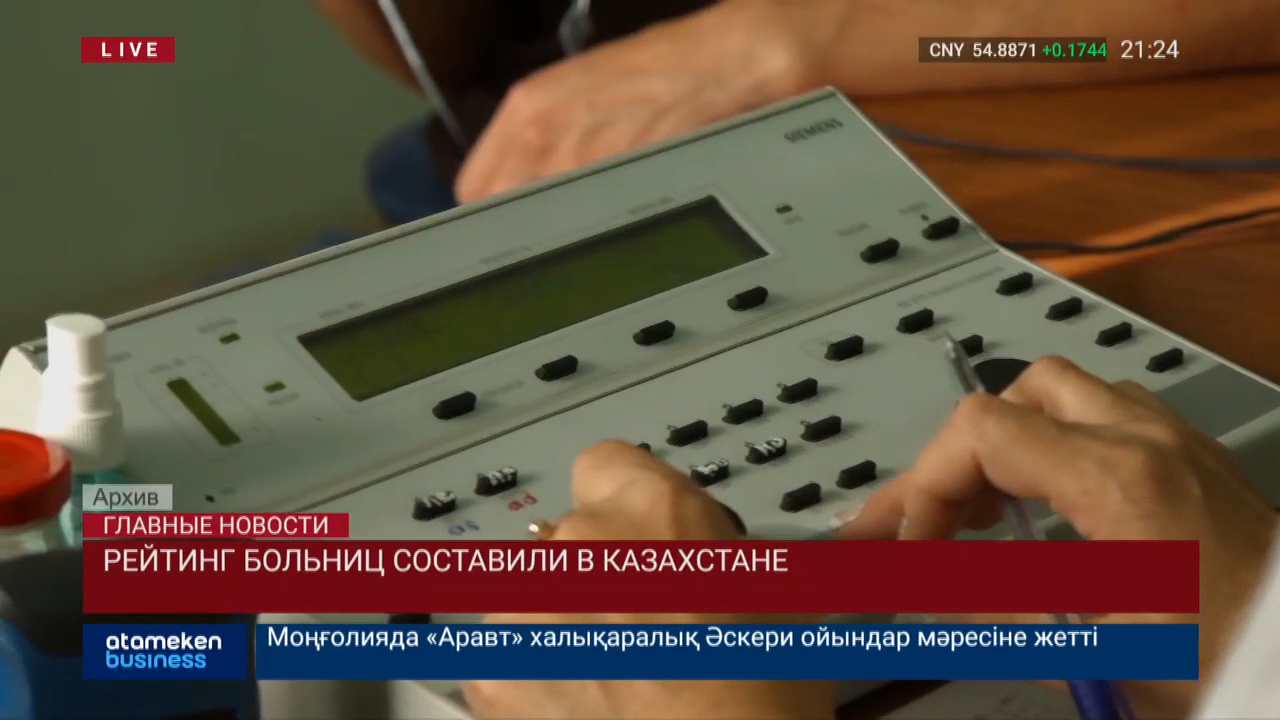 LIVE
CNY 54.8871 +0.1744 21:24
SIEMENS
Архив
ГЛАВНЫЕ НОВОСТИ
РЕЙТИНГ БОЛЬНИЦ СОСТАВИЛИ В КАЗАХСТАНЕ
atameken
business
Моңғолияда «Аравт» халықаралық Әскери ойындар мәресіне жетті